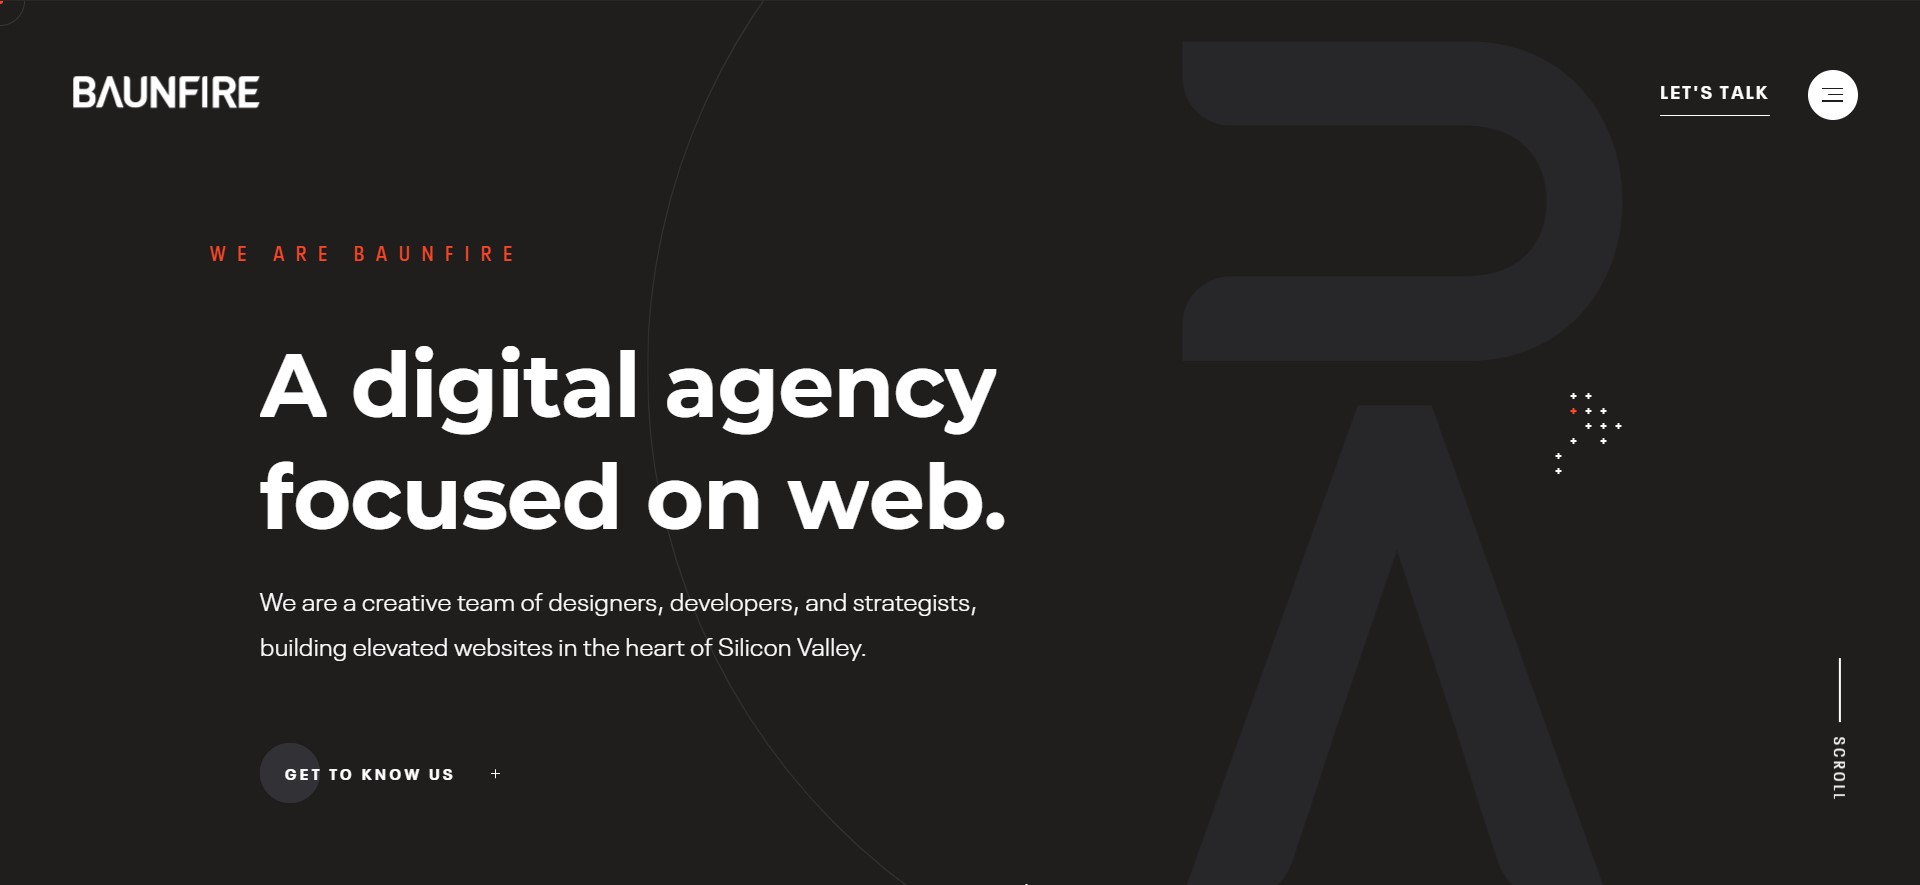 BAUNFIRE
LET'S TALK
WE ARE BAUNFIRE
A digital agency
focused on web.
We are a creative team of designers, developers, and strategists,
building elevated websites in the heart of Silicon Valley.
GET TO KNOW US +
SCROLL